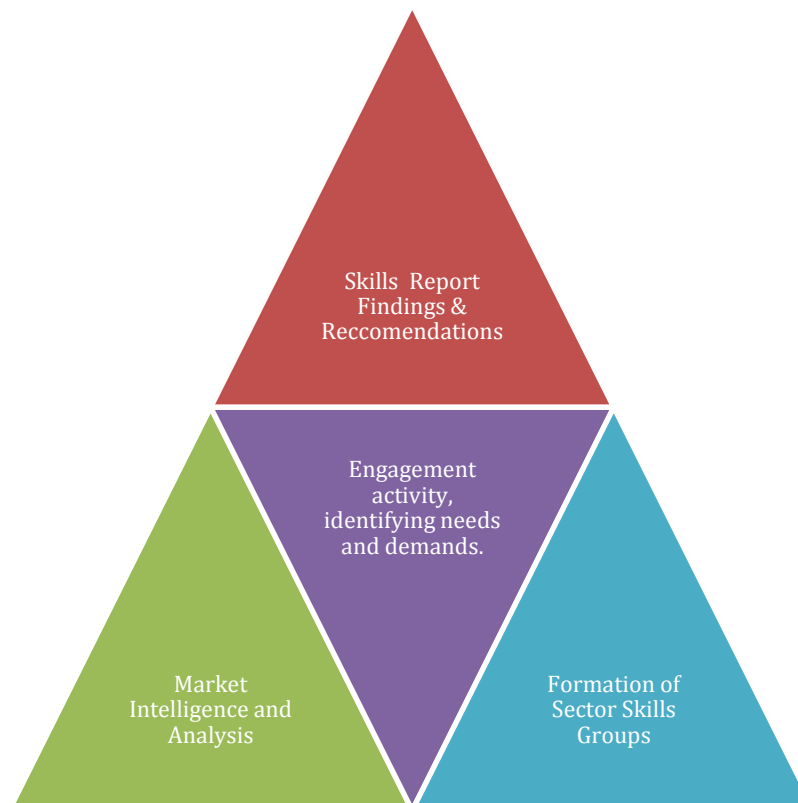 Skills Report
Findings &
Reccomendations
Engagement
activity,
identifying needs
and demands.
Market
Intelligence and
Analysis
Formation of
Sector Skills
Groups